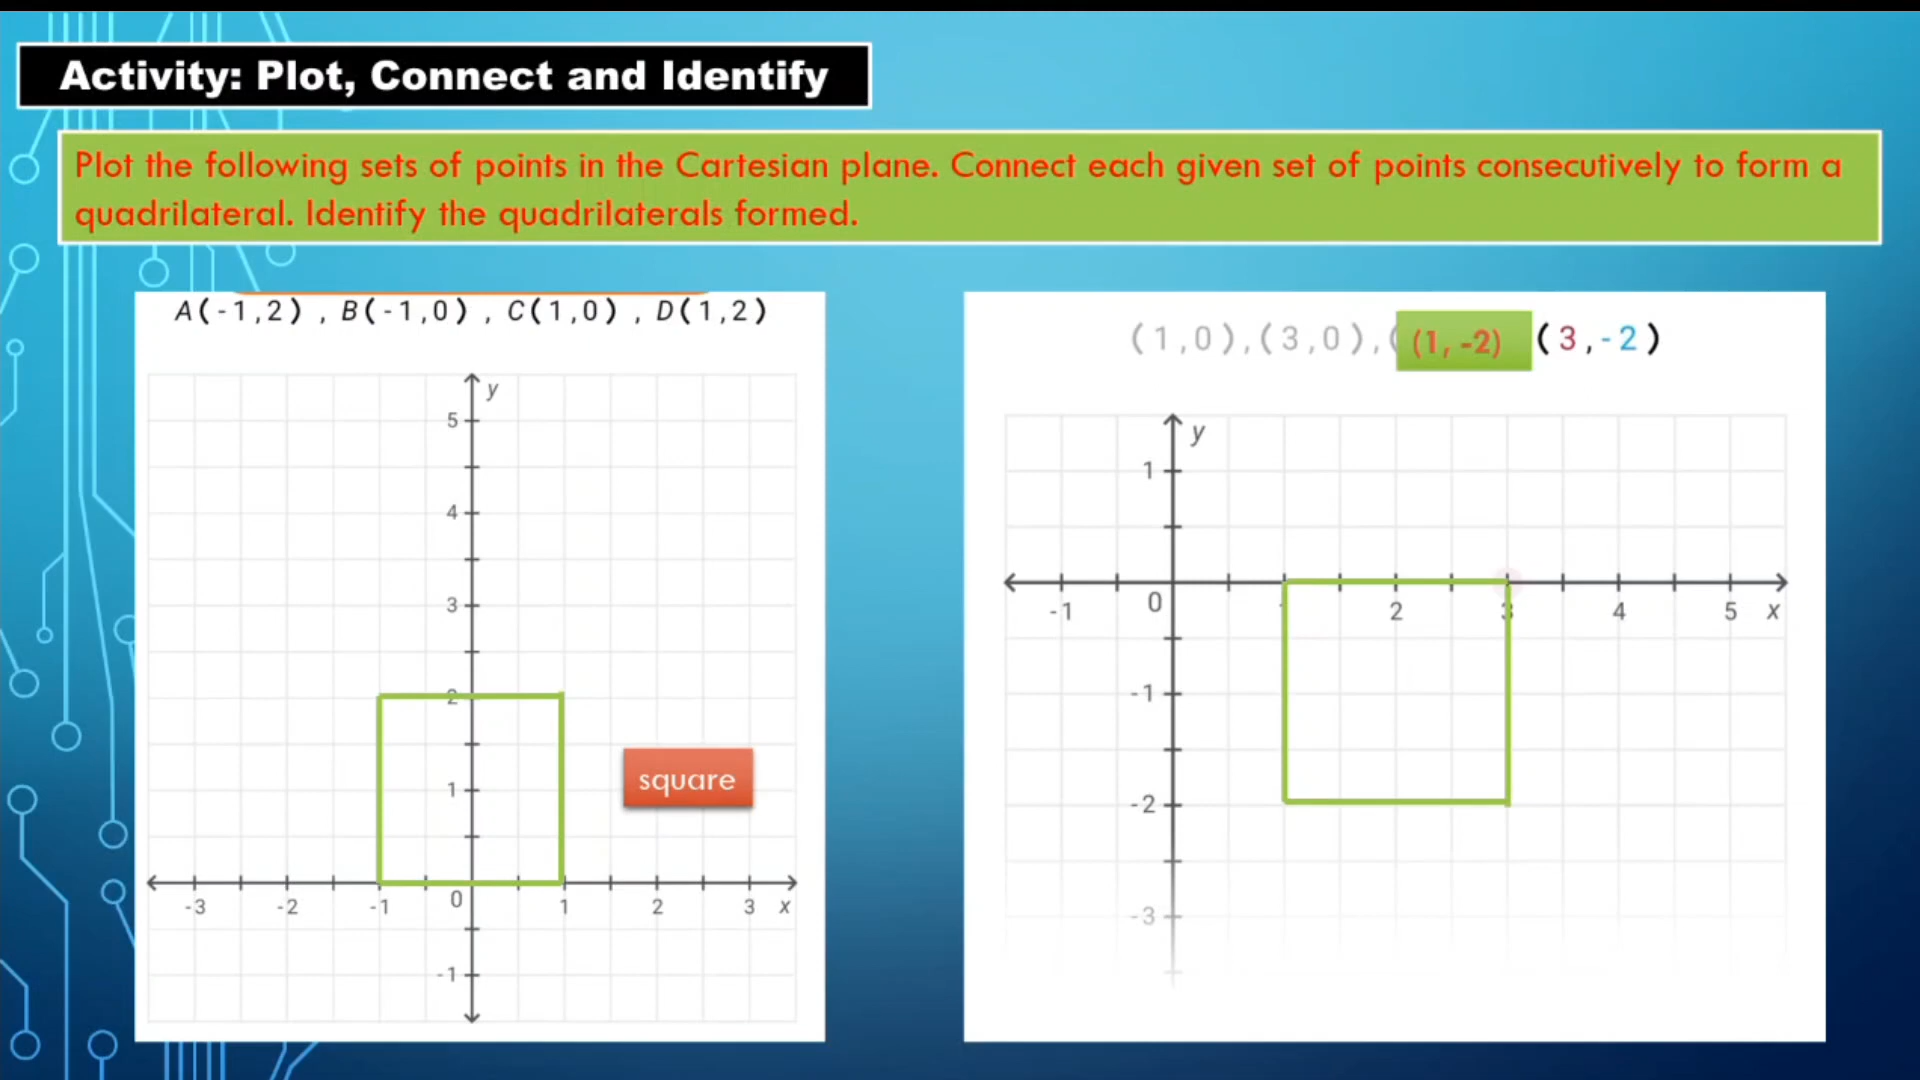 Activity: Plot, Connect and Identify
Plot the following sets of points in the Cartesian plane. Connect each given set of points consecutively to form a
quadrilateral. Identify the quadrilaterals formed.
A(-1,2) , B(-1,0) , C(1,0) , D(1,2)
y
5
4
3
2
1
-3 -2 -1 0 1 2 3 x
-1
square
(1,0),(3,0),( (1, -2) (3,-2)
y
1
-1 0 2 3 4 5 x
-1
-2
-3